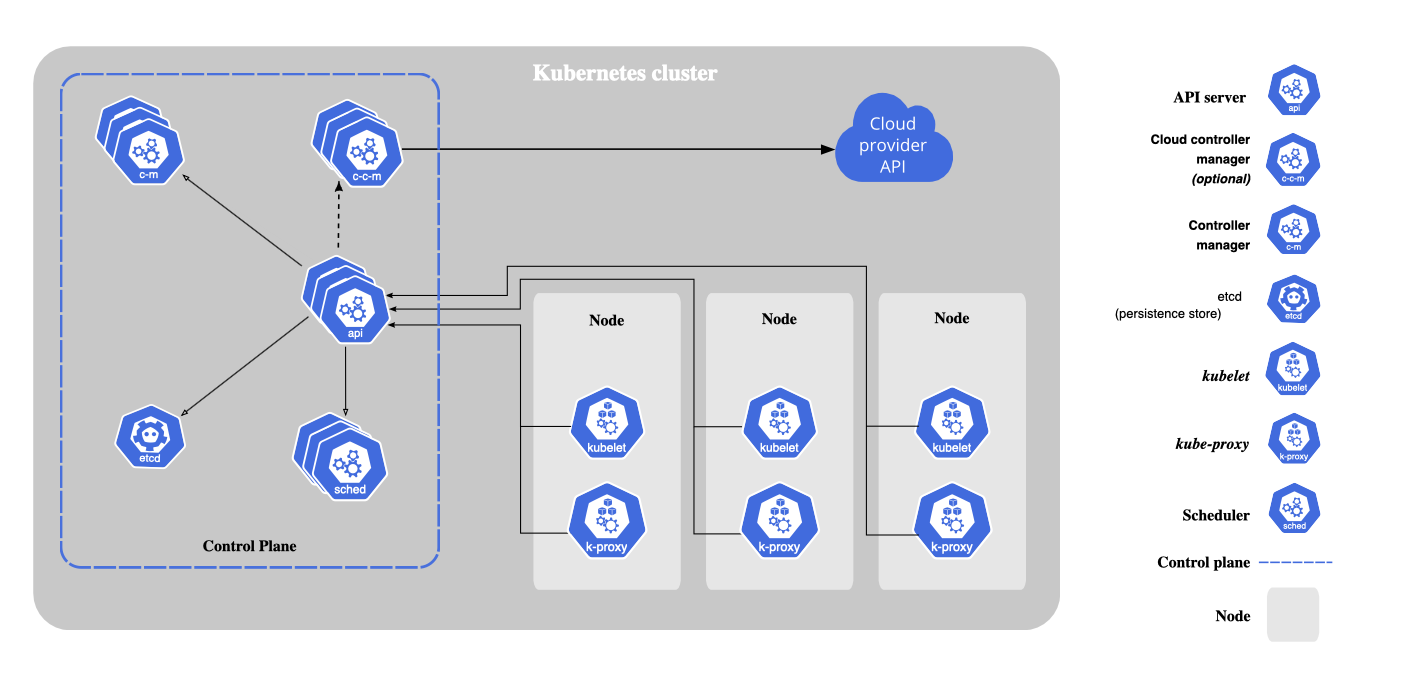 Kubernetes cluster
c-m
c-c-m
Cloud
provider
API
api
etcd
sched
Control Plane
Node
Node
Node
kubelet
kubelet
kubelet
k-proxy
k-proxy
k-proxy
API server
api
Cloud controller
manager
(optional)
c-c-m
Controller
manager
c-m
etcd
(persistence store)
etcd
kubelet
kubelet
kube-proxy
k-proxy
Scheduler
sched
Control plane
Node